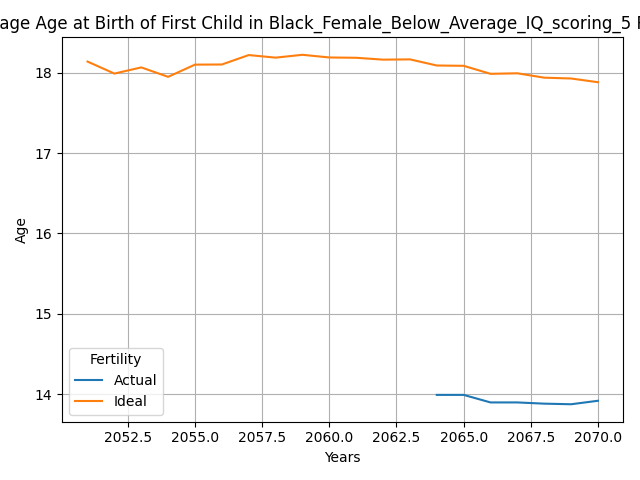 age Age at Birth of First Child in Black_Female_Below_Average_IQ_scoring_5
18
17
16
15
14
Age
Fertility
Actual
Ideal
2052.5 2055.0 2057.5 2060.0 2062.5 2065.0 2067.5 2070.0
Years